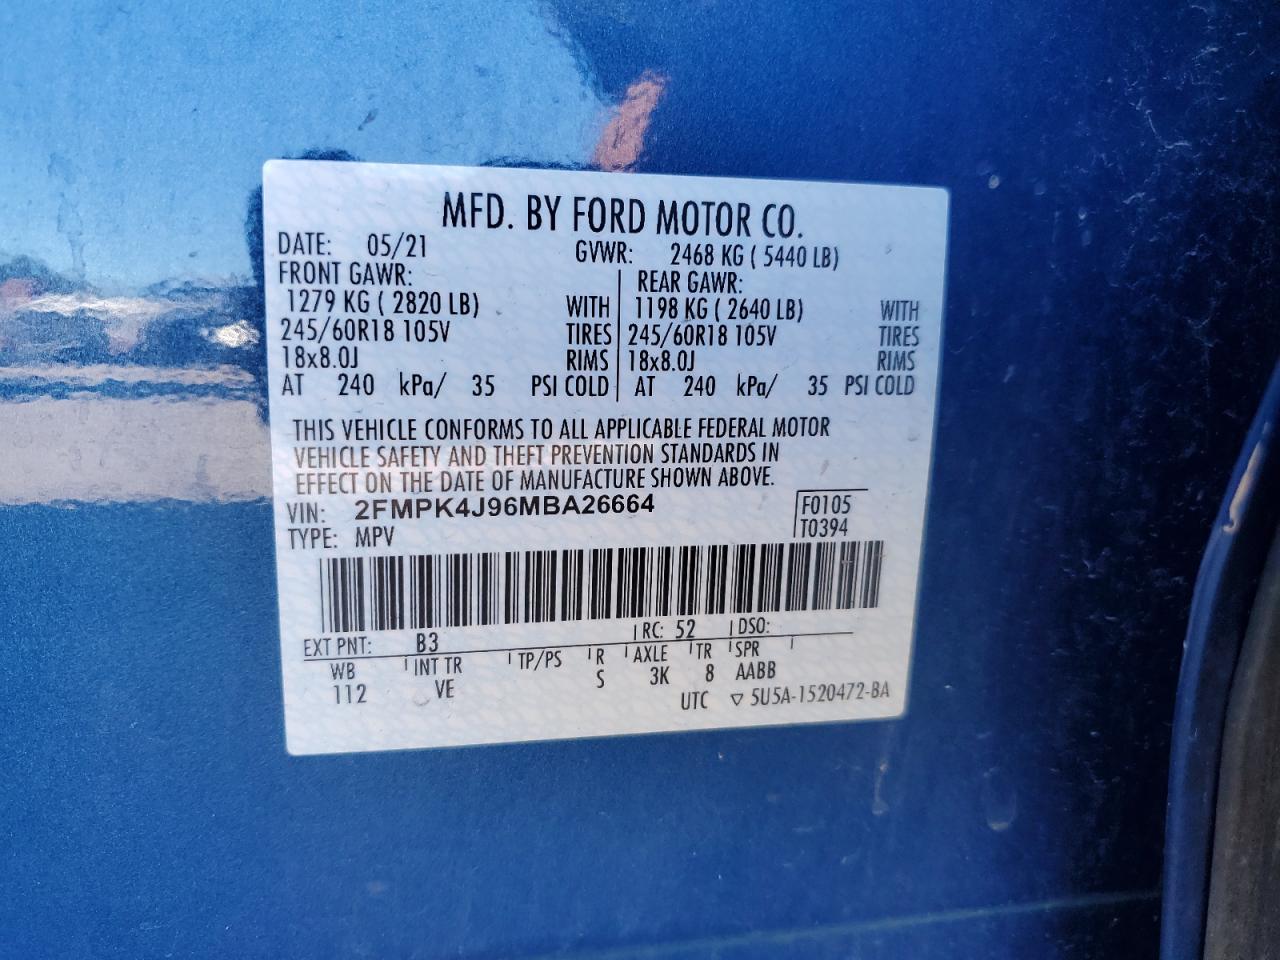 MFD. BY FORD MOTOR CO.
DATE: 05/21 GVWR: 2468 KG ( 5440 LB)
FRONT GAWR: REAR GAWR:
1279 KG ( 2820 LB) WITH 1198 KG ( 2640 LB) WITH
245/60R18 105V TIRES 245/60R18 105V TIRES
18x8.0J RIMS 18x8.0J RIMS
AT 240 kPa/ 35 PSI COLD AT 240 kPa/ 35 PSI COLD
THIS VEHICLE CONFORMS TO ALL APPLICABLE FEDERAL MOTOR
VEHICLE SAFETY AND THEFT PREVENTION STANDARDS IN
EFFECT ON THE DATE OF MANUFACTURE SHOWN ABOVE.
VIN: 2FMPK4J96MBA26664 F0105
TYPE: MPV T0394
EXT PNT: B3 RC: 52 DSO:
WB INT TR TP/PS R AXLE TR SPR
112 VE S 3K 8 AABB
UTC ▽ 5U5A-1520472-BA